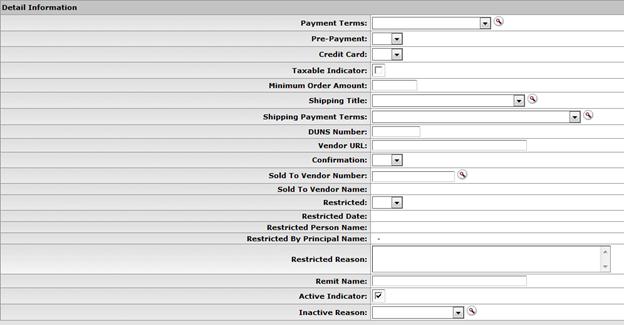 Detail Information
Payment Terms:
Pre-Payment:
Credit Card:
Taxable Indicator:
Minimum Order Amount:
Shipping Title:
Shipping Payment Terms:
DUNS Number:
Vendor URL:
Confirmation:
Sold To Vendor Number:
Sold To Vendor Name:
Restricted:
Restricted Date:
Restricted Person Name:
Restricted By Principal Name: -
Restricted Reason:
Remit Name:
Active Indicator:
Inactive Reason: